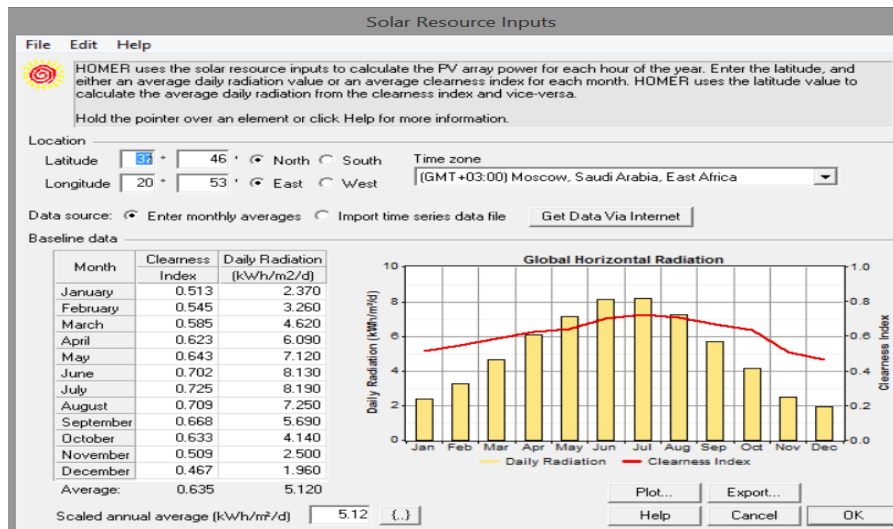 Solar Resource Inputs
File Edit Help
HOMER uses the solar resource inputs to calculate the PV array power for each hour of the year. Enter the latitude, and
either an average daily radiation value or an average clearness index for each month. HOMER uses the latitude value to
calculate the average daily radiation from the clearness index and vice-versa.
Hold the pointer over an element or click Help for more information.
Location
Latitude ° 46 ' North South Time zone
Longitude 20 ° 53 ' East West (GMT+03:00) Moscow, Saudi Arabia, East Africa
Data source: Enter monthly averages Import time series data file Get Data Via Internet
Baseline data
Month Clearness Daily Radiation
Index (kWh/m2/d)
January 0.513 2.370
February 0.545 3.260
March 0.585 4.620
April 0.623 6.090
May 0.643 7.120
June 0.702 8.130
July 0.725 8.190
August 0.709 7.250
September 0.668 5.690
October 0.633 4.140
November 0.509 2.500
December 0.467 1.960
Average: 0.635 5.120
Scaled annual average (kWh/m²/d) 5.12 {..}
Global Horizontal Radiation
Daily Radiation (kWh/m²/d)
10
8
6
4
2
0
Clearness Index
1.0
0.8
0.6
0.4
0.2
0.0
Jan Feb Mar Apr May Jun Jul Aug Sep Oct Nov Dec
Daily Radiation Clearness Index
Plot... Export...
Help Cancel OK